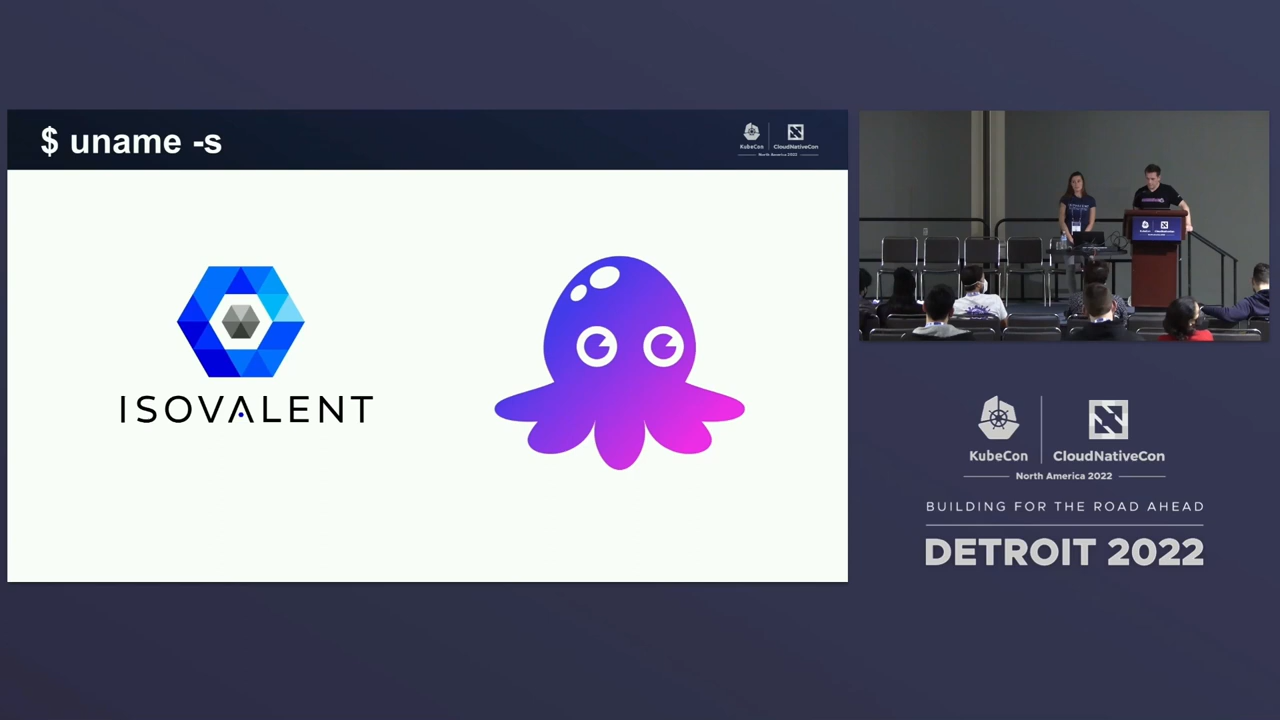 $ uname -s
KubeCon
CloudNativeCon
North America 2022
ISOVALENT
KubeCon
CloudNativeCon
North America 2022
BUILDING FOR THE ROAD AHEAD
DETROIT 2022